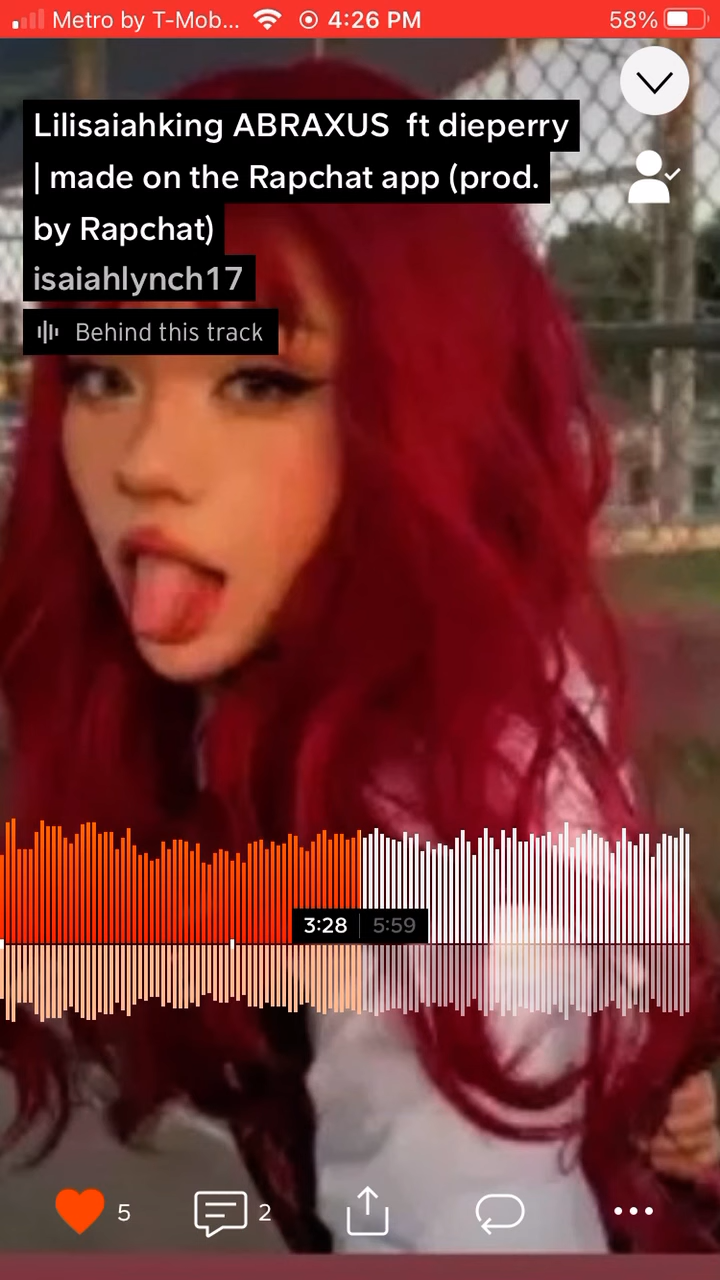 Metro by T-Mob... 4:26 PM 58%
Lilisaiahking ABRAXUS ft dieperry
| made on the Rapchat app (prod.
by Rapchat)
isaiahlynch17
Behind this track
3:28 | 5:59
5 2